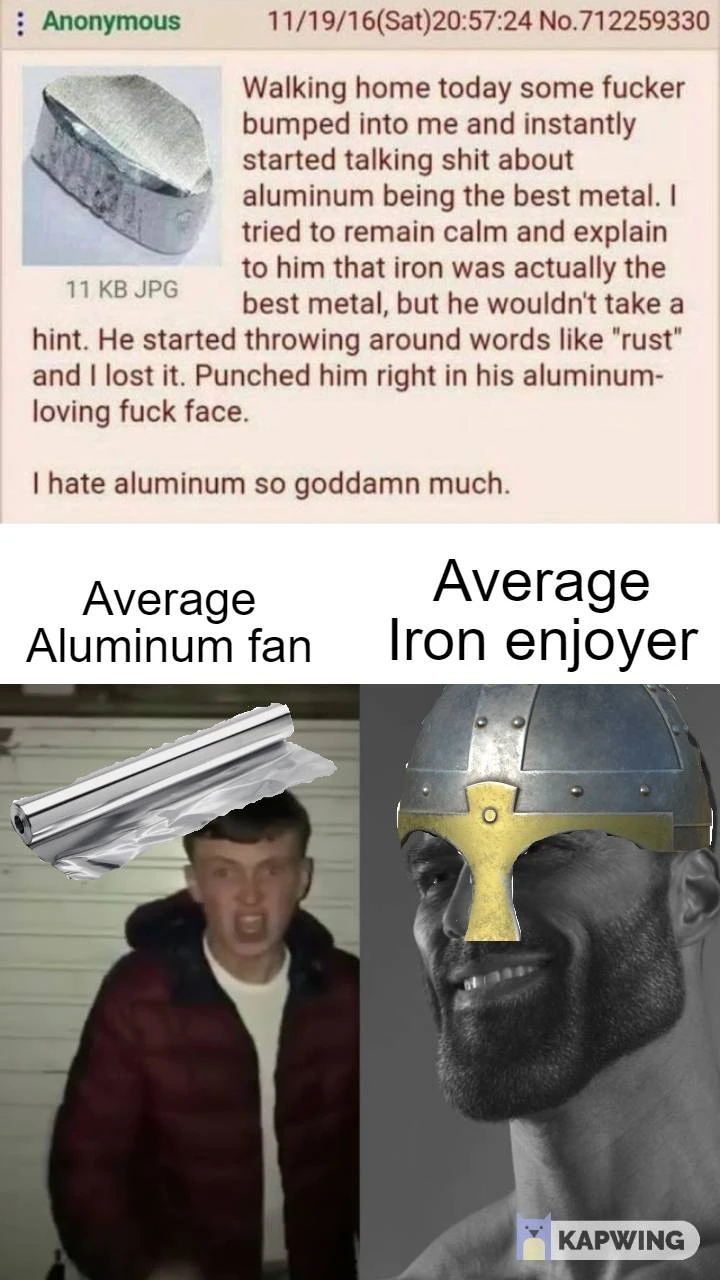 Anonymous 11/19/16(Sat)20:57:24 No.712259330
Walking home today some fucker
bumped into me and instantly
started talking shit about
aluminum being the best metal. I
tried to remain calm and explain
to him that iron was actually the
11 KB JPG
best metal, but he wouldn't take a
hint. He started throwing around words like "rust"
and I lost it. Punched him right in his aluminum-
loving fuck face.
I hate aluminum so goddamn much.
Average
Aluminum fan
Average
Iron enjoyer
KAPWING